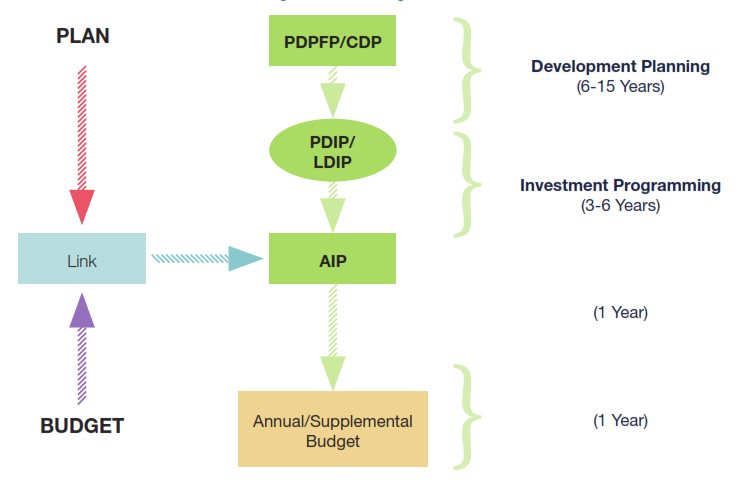 PLAN
PDPFP/CDP
Development Planning
(6-15 Years)
PDIP/
LDIP
Investment Programming
(3-6 Years)
Link
AIP
(1 Year)
BUDGET
Annual/Supplemental
Budget
(1 Year)